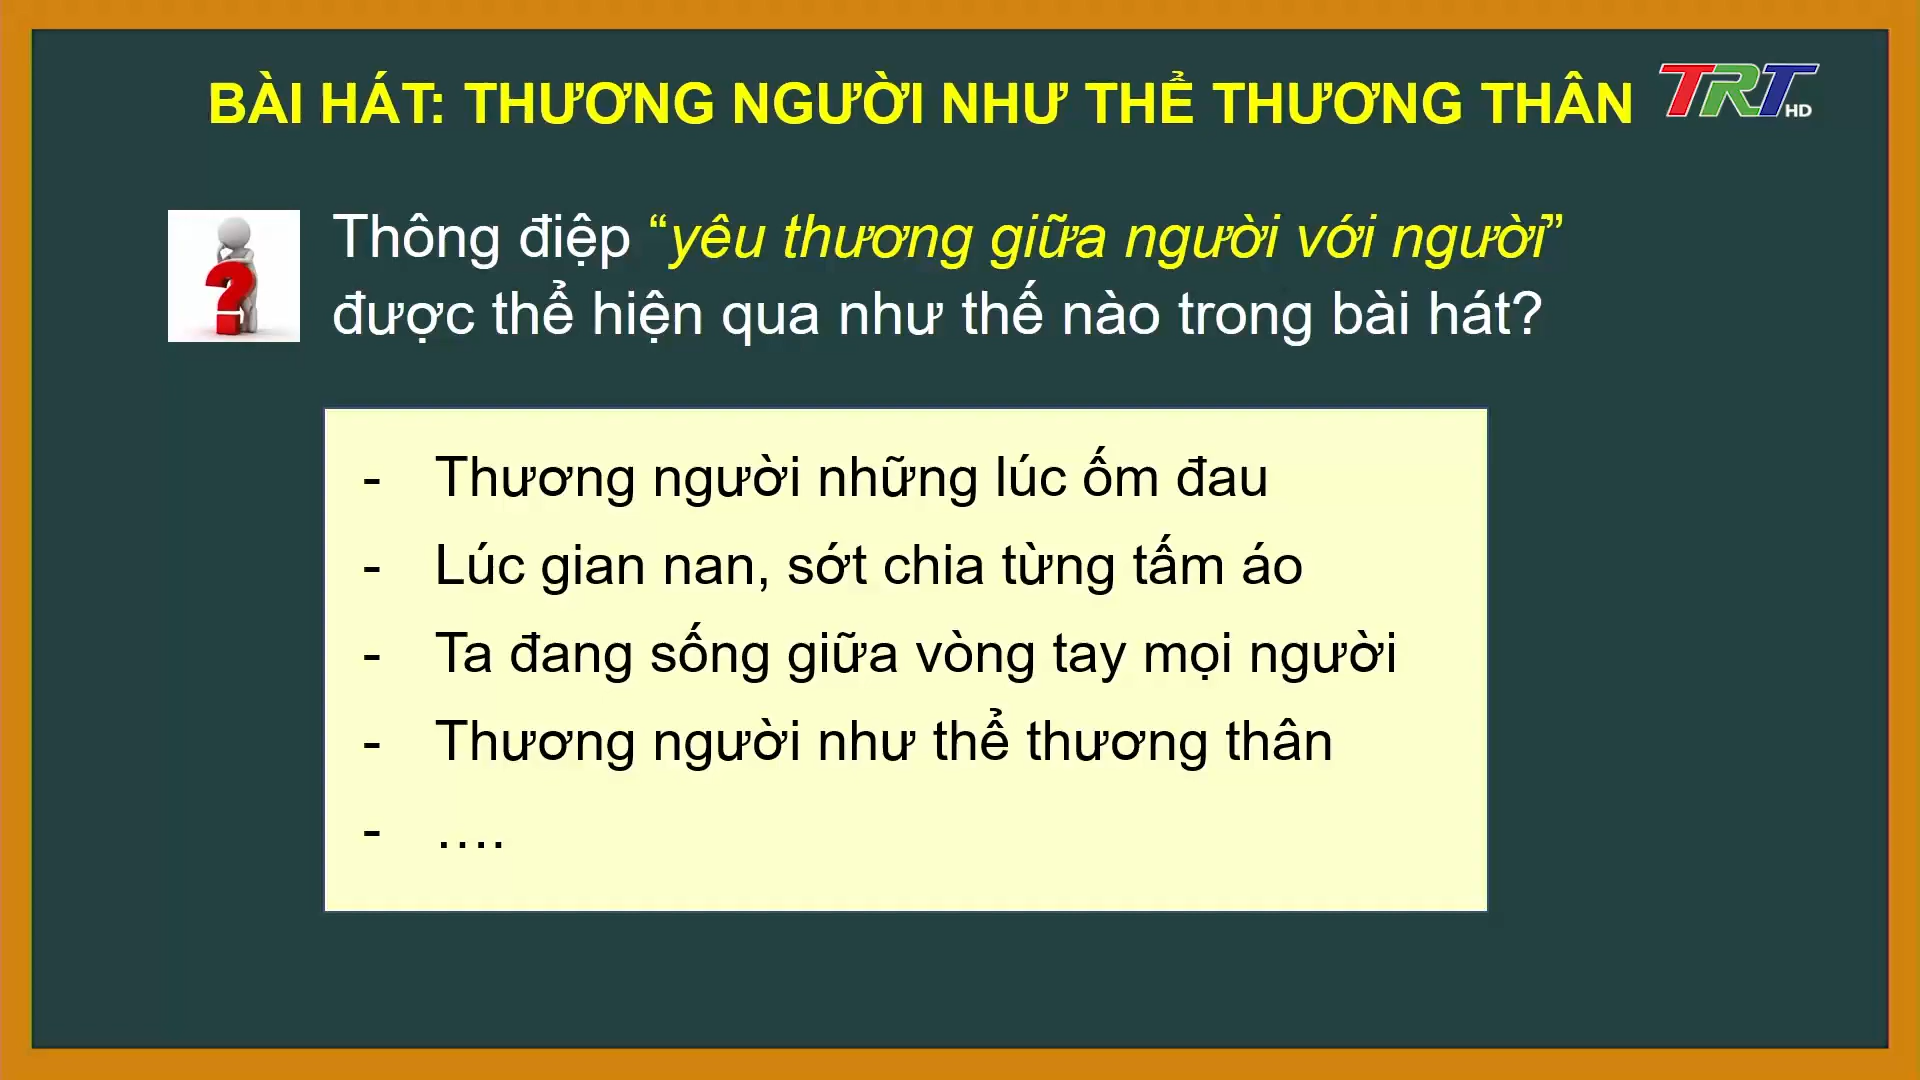 BÀI HÁT: THƯƠNG NGƯỜI NHƯ THỂ THƯƠNG THÂN
TRT HD
Thông điệp “yêu thương giữa người với người”
được thể hiện qua như thế nào trong bài hát?
- Thương người những lúc ốm đau
- Lúc gian nan, sớt chia từng tấm áo
- Ta đang sống giữa vòng tay mọi người
- Thương người như thể thương thân
- ….